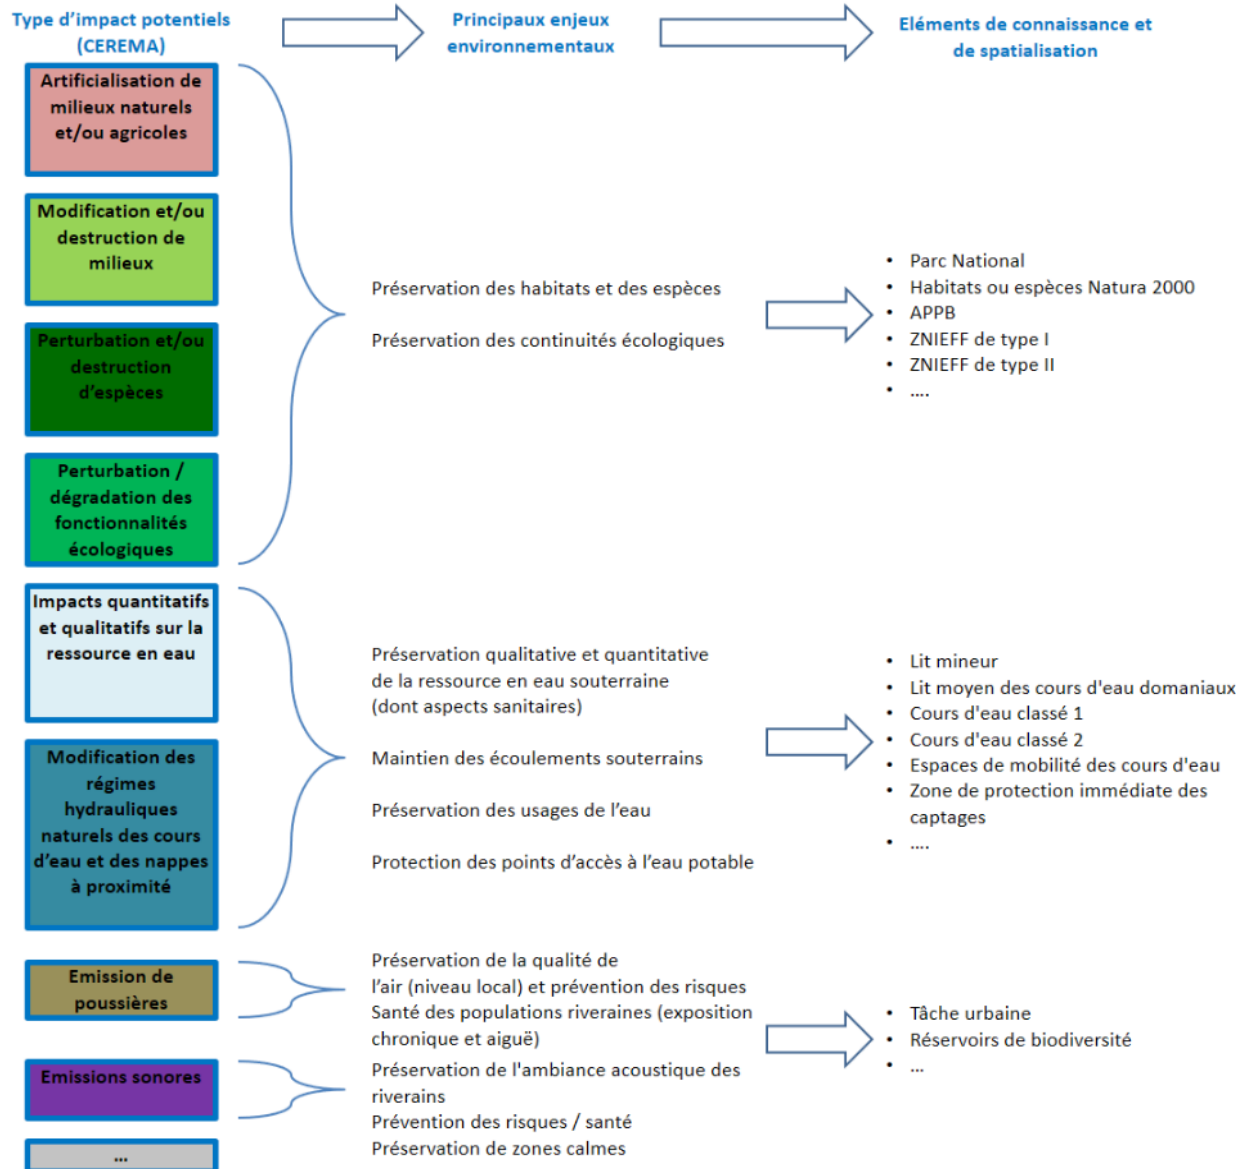 Type d'impact potentiels
(CEREMA)
Principaux enjeux
environnementaux
Eléments de connaissance et
de spatialisation
Artificialisation de
milieux naturels
et/ou agricoles
Modification et/ou
destruction de
milieux
Perturbation et/ou
destruction
d'espèces
Perturbation /
dégradation des
fonctionnalités
écologiques
Préservation des habitats et des espèces
Préservation des continuités écologiques
• Parc National
• Habitats ou espèces Natura 2000
• APPB
• ZNIEFF de type I
• ZNIEFF de type II
• ....
Impacts quantitatifs
et qualitatifs sur la
ressource en eau
Modification des
régimes
hydrauliques
naturels des cours
d'eau et des nappes
à proximité
Préservation qualitative et quantitative
de la ressource en eau souterraine
(dont aspects sanitaires)
Maintien des écoulements souterrains
Préservation des usages de l'eau
Protection des points d'accès à l'eau potable
• Lit mineur
• Lit moyen des cours d'eau domaniaux
• Cours d'eau classé 1
• Cours d'eau classé 2
• Espaces de mobilité des cours d'eau
• Zone de protection immédiate des
captages
• ....
Emission de
poussières
Préservation de la qualité de
l'air (niveau local) et prévention des risques
Santé des populations riveraines (exposition
chronique et aiguë)
Emissions sonores
Préservation de l'ambiance acoustique des
riverains
Prévention des risques / santé
Préservation de zones calmes
• Tâche urbaine
• Réservoirs de biodiversité
• ...
...